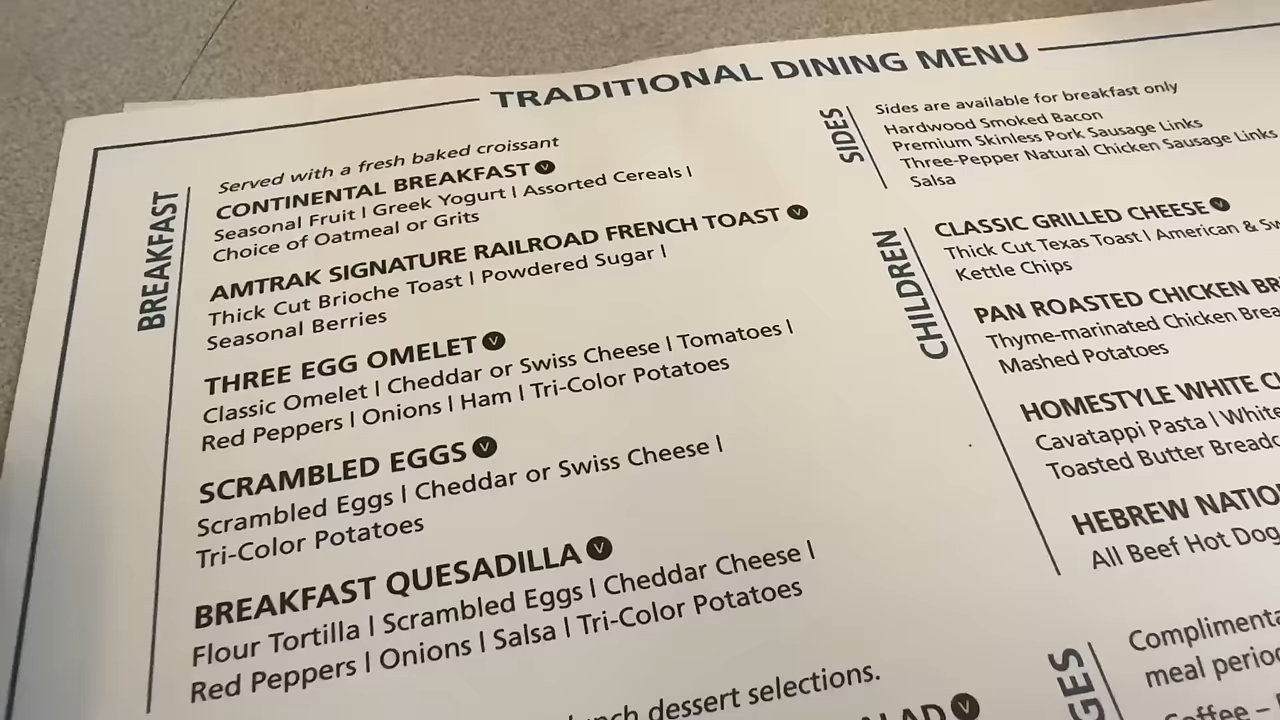 TRADITIONAL DINING MENU
BREAKFAST
Served with a fresh baked croissant
CONTINENTAL BREAKFAST V
Seasonal Fruit | Greek Yogurt | Assorted Cereals |
Choice of Oatmeal or Grits
AMTRAK SIGNATURE RAILROAD FRENCH TOAST V
Thick Cut Brioche Toast | Powdered Sugar |
Seasonal Berries
THREE EGG OMELET V
Classic Omelet | Cheddar or Swiss Cheese | Tomatoes |
Red Peppers | Onions | Ham | Tri-Color Potatoes
SCRAMBLED EGGS V
Scrambled Eggs | Cheddar or Swiss Cheese |
Tri-Color Potatoes
BREAKFAST QUESADILLA V
Flour Tortilla | Scrambled Eggs | Cheddar Cheese |
Red Peppers | Onions | Salsa | Tri-Color Potatoes
dessert selections.
V
SIDES
Sides are available for breakfast only
Hardwood Smoked Bacon
Premium Skinless Pork Sausage Links
Three-Pepper Natural Chicken Sausage Links
Salsa
CHILDREN
CLASSIC GRILLED CHEESE V
Thick Cut Texas Toast | American &
Kettle Chips
PAN ROASTED CHICKEN
Thyme-marinated Chicken
Mashed Potatoes
HOMESTYLE WHITE
Cavatappi Pasta | White
Toasted Butter
HEBREW
All Beef Hot Dog
meal
Coffee –